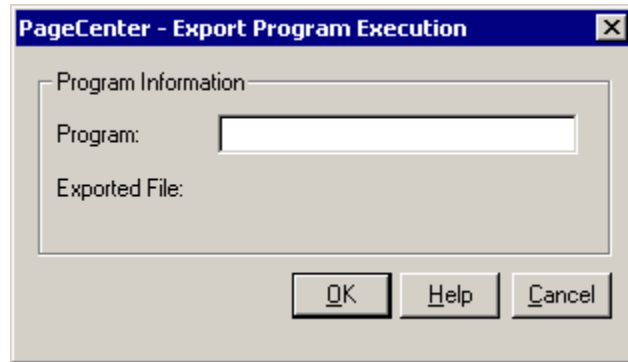 PageCenter - Export Program Execution
Program Information
Program:
Exported File:
OK Help Cancel